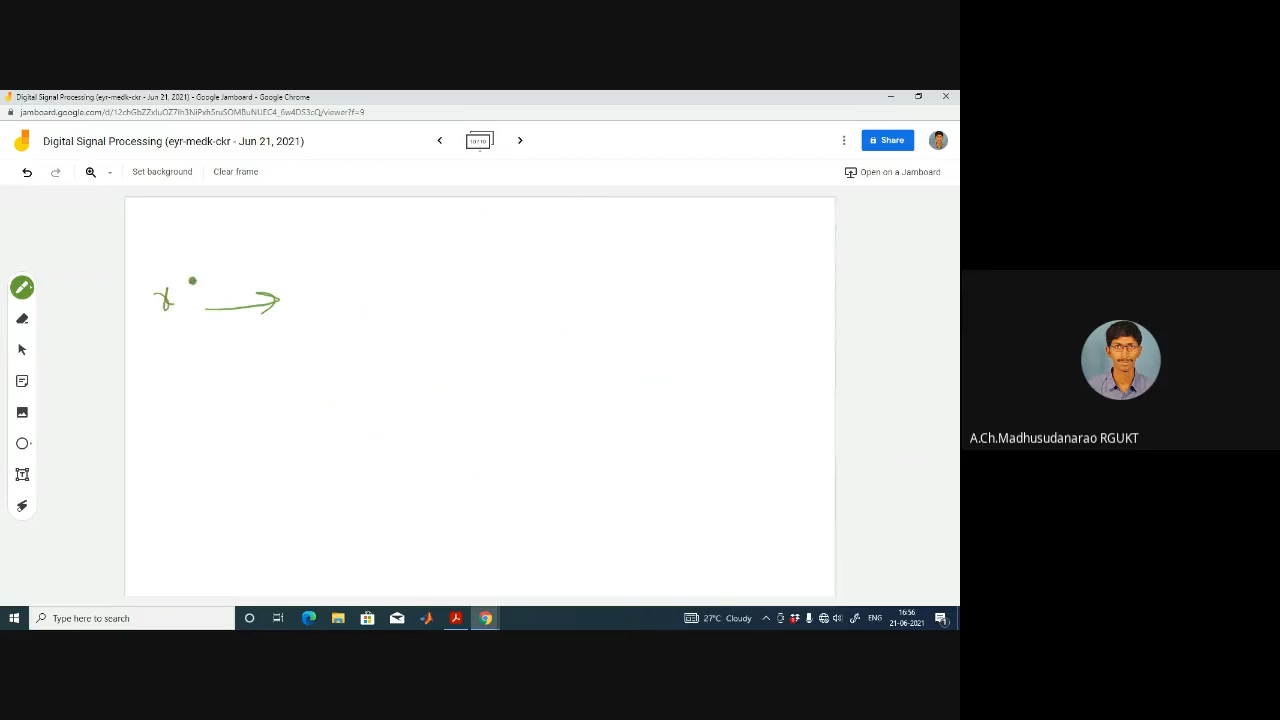 Digital Signal Processing (eyr-medk-ckr - Jun 21, 2021) - Google Jamboard - Google Chrome
Digital Signal Processing (eyr-medk-ckr - Jun 21, 2021)
10 / 10
Share
Set background
Clear frame
Open on a Jamboard
x
A.Ch.Madhusudanarao RGUKT
Type here to search
27°C Cloudy
ENG
16:56
21-06-2021